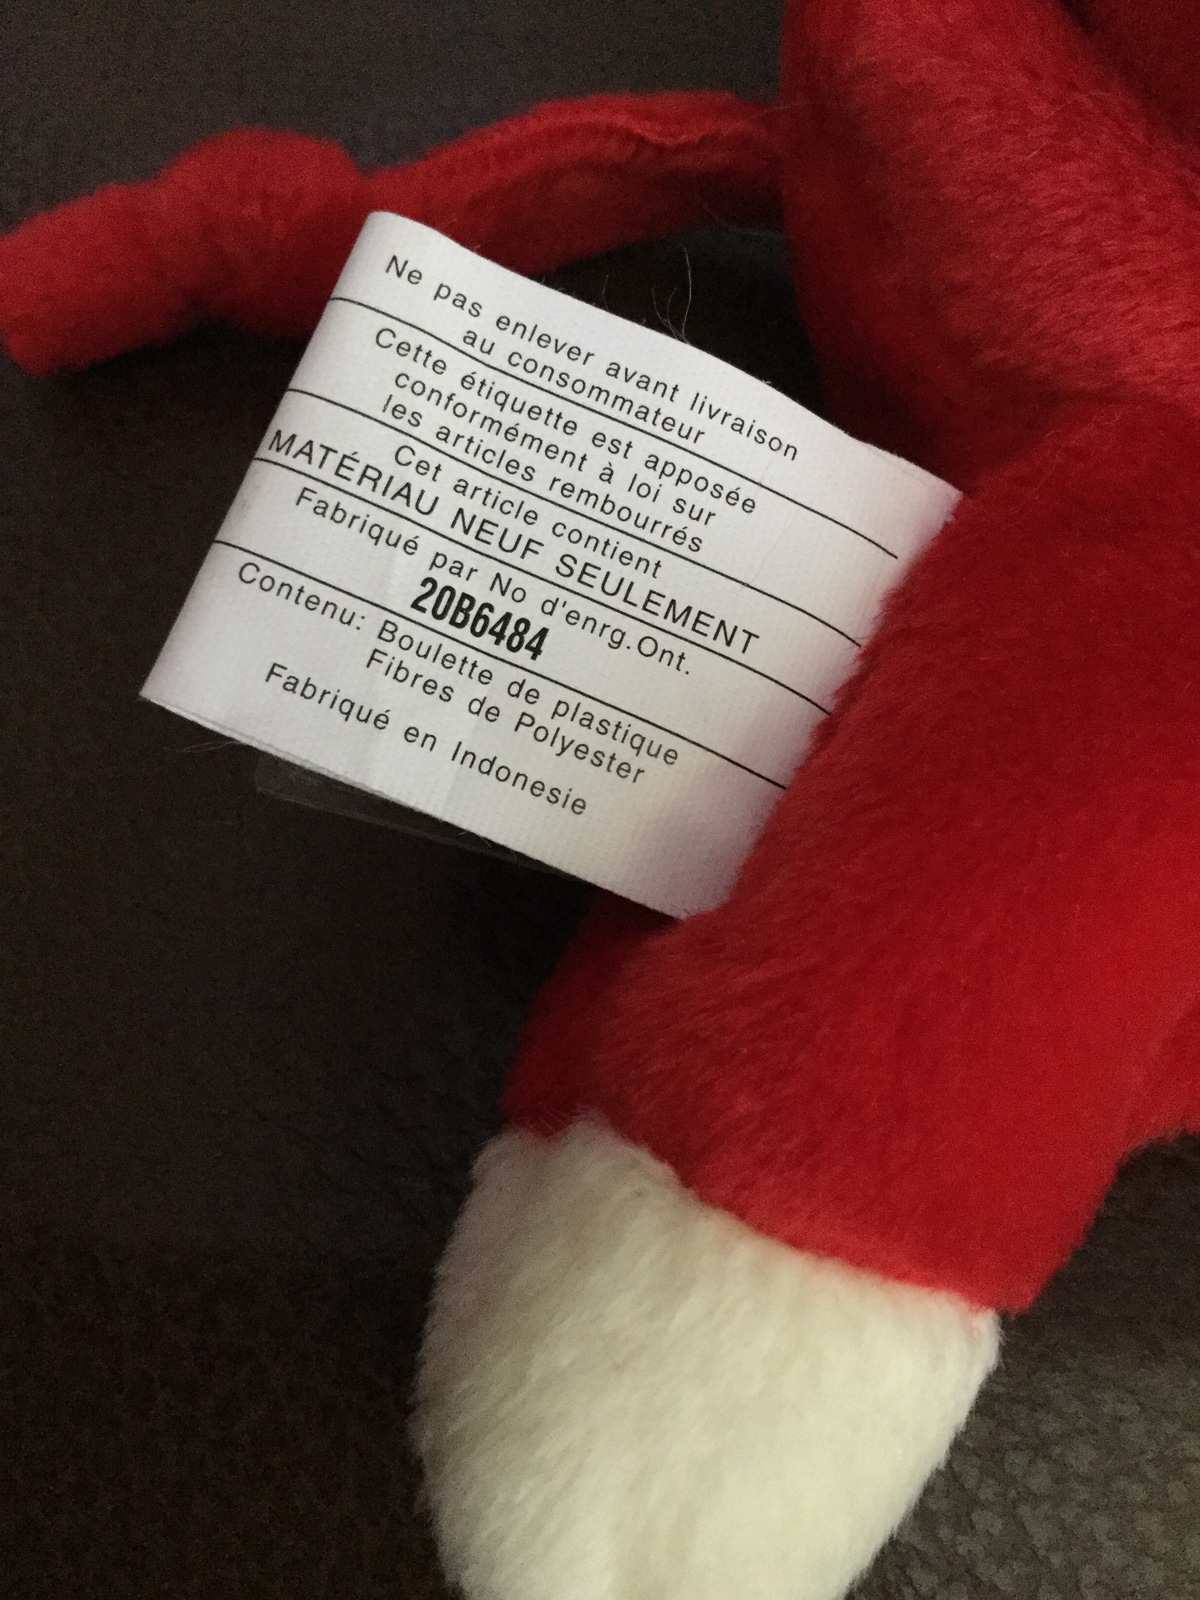 Ne pas enlever avant livraison
au consommateur
Cette étiquette est apposée
conformément à loi sur
les articles rembourrés
Cet article contient
MATÉRIAU NEUF SEULEMENT
Fabriqué par No d'enrg.Ont.
20B6484
Contenu: Boulette de plastique
Fibres de Polyester
Fabriqué en Indonesie